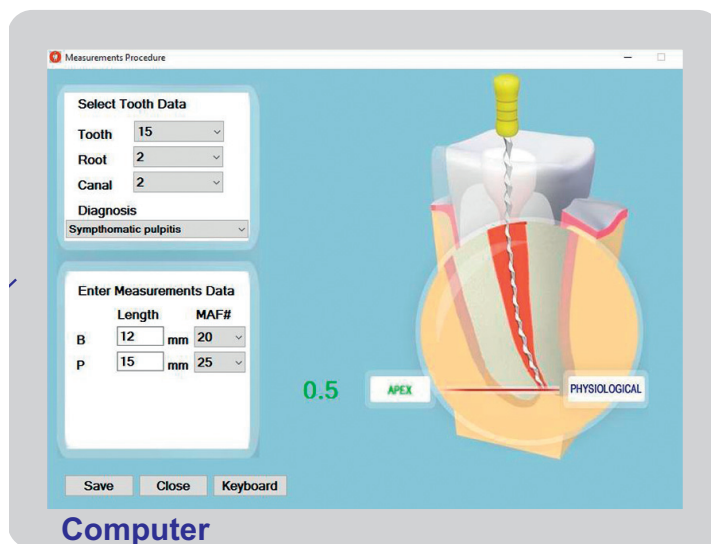 Measurements Procedure
Select Tooth Data
Tooth 15
Root 2
Canal 2
Diagnosis
Sympthomatic pulpitis
Enter Measurements Data
Length MAF#
B 12 mm 20
P 15 mm 25
0.5 APEX PHYSIOLOGICAL
Save Close Keyboard
Computer